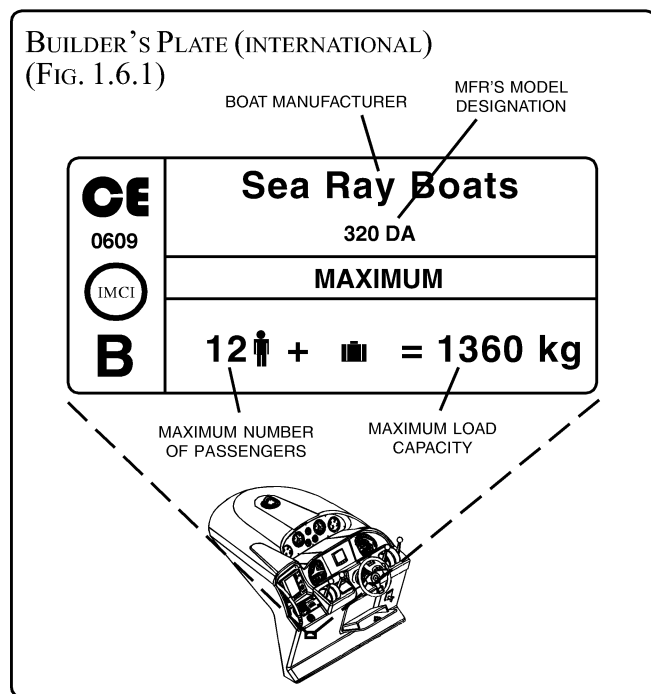 BUILDER'S PLATE (INTERNATIONAL)
(FIG. 1.6.1)
BOAT MANUFACTURER
MFR'S MODEL
DESIGNATION
CE
0609
IMCI
B
Sea Ray Boats
320 DA
MAXIMUM
12 + = 1360 kg
MAXIMUM NUMBER
OF PASSENGERS
MAXIMUM LOAD
CAPACITY